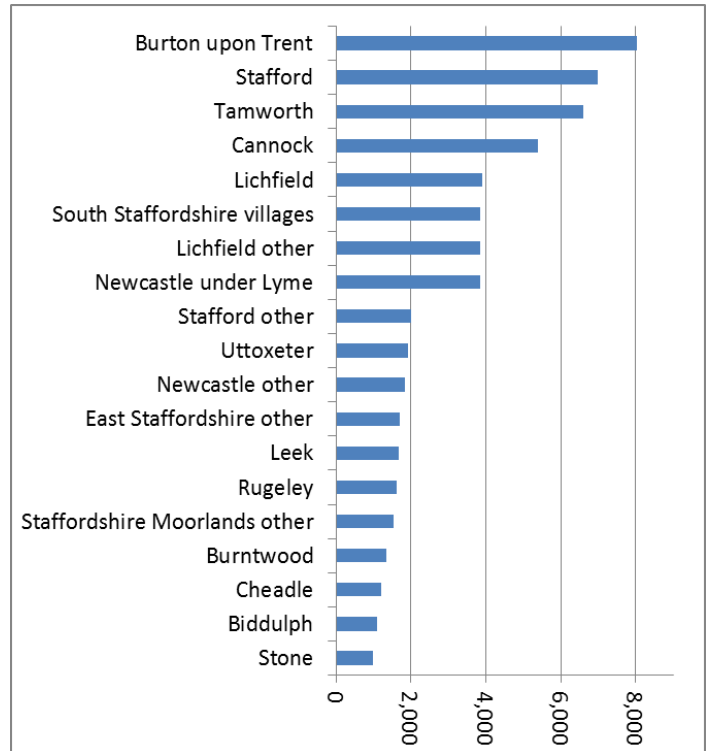 Burton upon Trent
Stafford
Tamworth
Cannock
Lichfield
South Staffordshire villages
Lichfield other
Newcastle under Lyme
Stafford other
Uttoxeter
Newcastle other
East Staffordshire other
Leek
Rugeley
Staffordshire Moorlands other
Burntwood
Cheadle
Biddulph
Stone
0
2,000
4,000
6,000
8,000